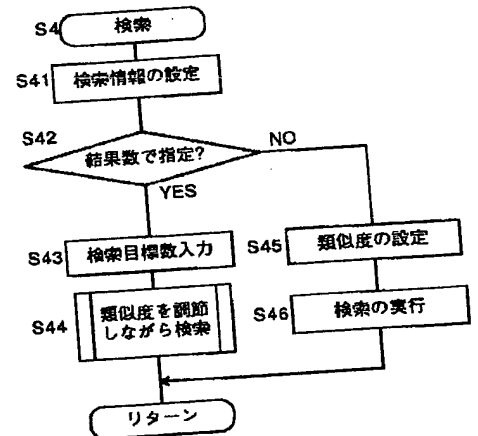 S4 検索
S41 検索情報の設定
S42
結果数で指定?
NO
YES
S43 検索目標数入力
S44 類似度を調節
しながら検索
S45 類似度の設定
S46 検索の実行
リターン